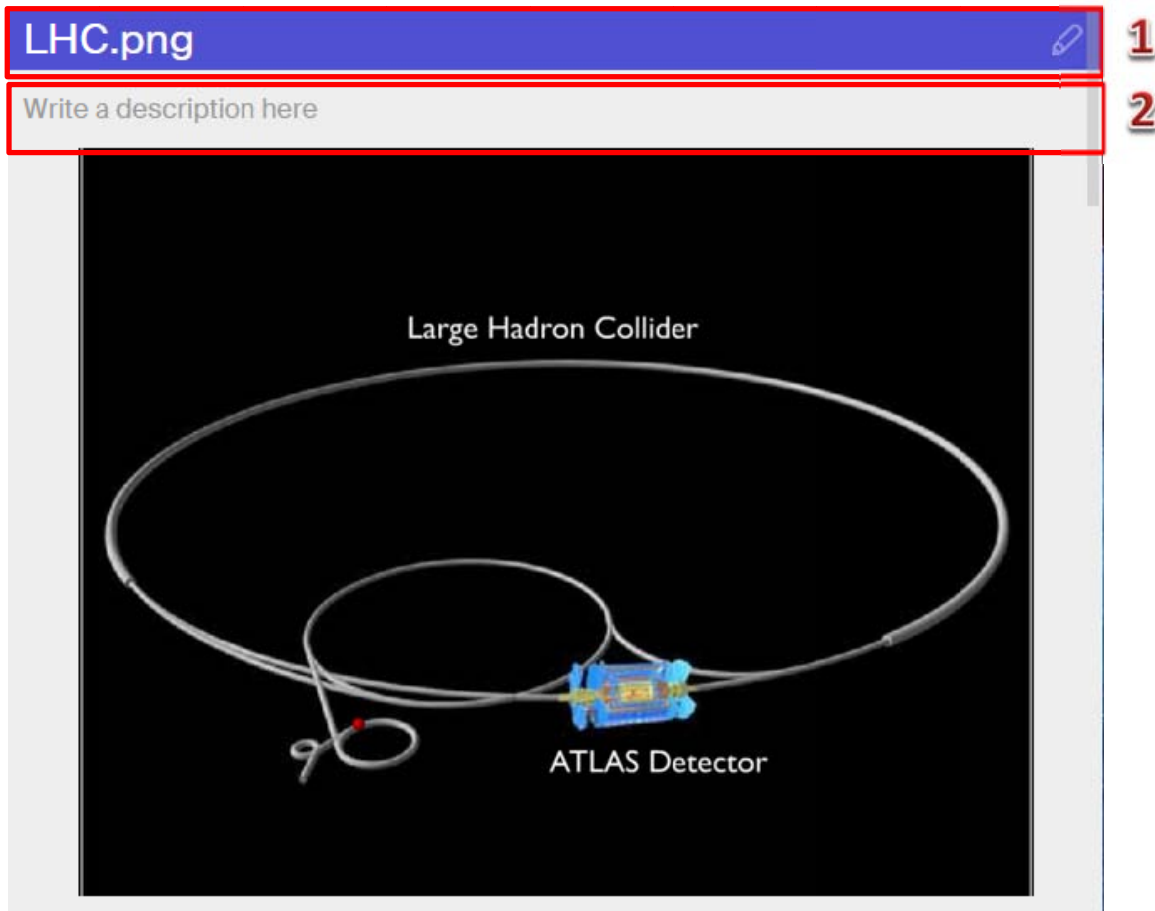 LHC.png
1
Write a description here
2
Large Hadron Collider
ATLAS Detector